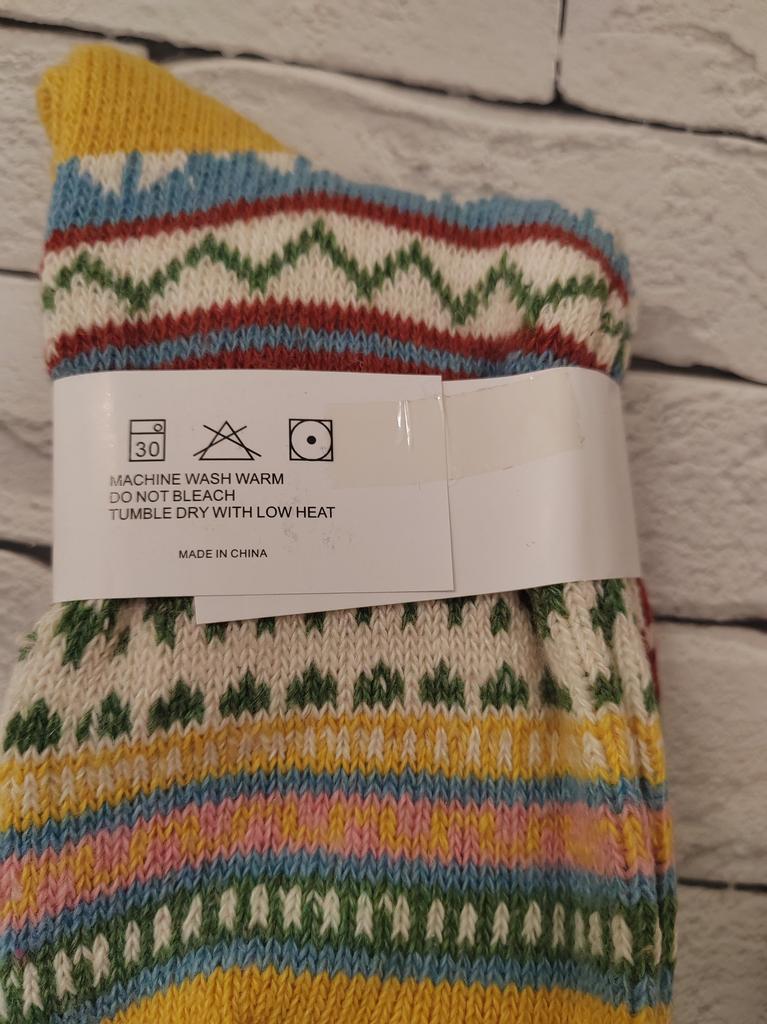 30
MACHINE WASH WARM
DO NOT BLEACH
TUMBLE DRY WITH LOW HEAT
MADE IN CHINA